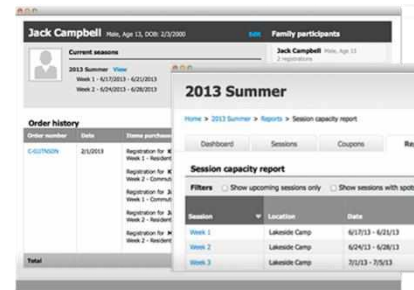 Jack Campbell Male, Age 13, DOB: 2/3/2000 Edit
Family participants
Current seasons
Jack Campbell Male, Age 13
2 registrations
2013 Summer View
Week 1 - 6/17/2013 - 6/21/2013
Week 2 - 6/24/2013 - 6/28/2013
Order history
Order number Date Items purchased
2/1/2013
Registration for
Week 1 - Resident
Registration for
Week 2 - Commut
Registration for
Week 1 - Commut
Registration for
Week 2 - Resident
Registration for
Week 2 - Resident
Total
2013 Summer
Home > 2013 Summer > Reports > Session capacity report
Dashboard Sessions Coupons Re
Session capacity report
Filters Show upcoming sessions only Show sessions with spot
Session Location Date
Week 1 Lakeside Camp 6/17/13 - 6/21/13
Week 2 Lakeside Camp 6/24/13 - 6/28/13
Week 3 Lakeside Camp 7/1/13 - 7/5/13